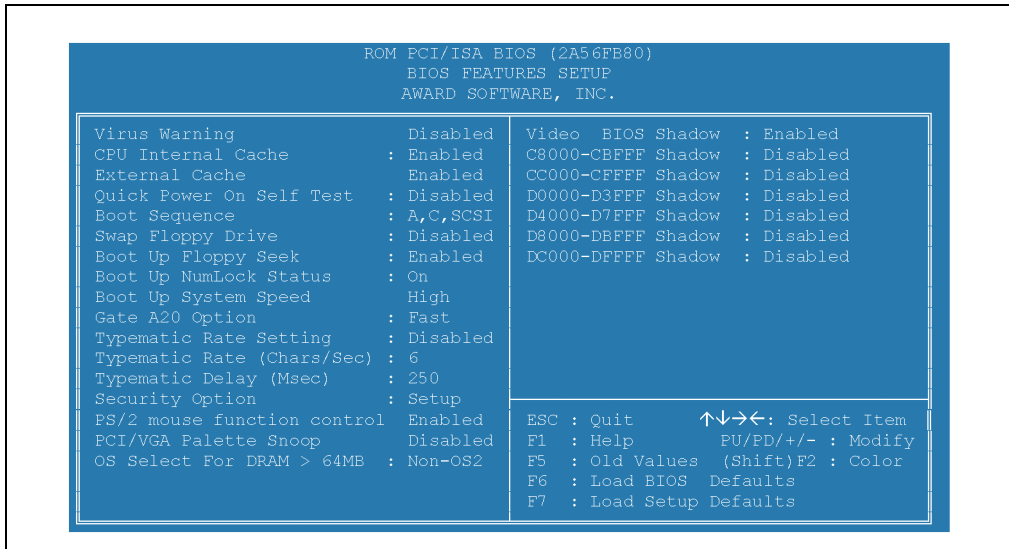 ROM PCI/ISA BIOS (2A56FB80)
BIOS FEATURES SETUP
AWARD SOFTWARE, INC.
Virus Warning Disabled
CPU Internal Cache : Enabled
External Cache Enabled
Quick Power On Self Test : Disabled
Boot Sequence : A,C,SCSI
Swap Floppy Drive : Disabled
Boot Up Floppy Seek : Enabled
Boot Up NumLock Status : On
Boot Up System Speed High
Gate A20 Option : Fast
Typematic Rate Setting : Disabled
Typematic Rate (Chars/Sec) : 6
Typematic Delay (Msec) : 250
Security Option : Setup
PS/2 mouse function control Enabled
PCI/VGA Palette Snoop Disabled
OS Select For DRAM > 64MB : Non-OS2
Video BIOS Shadow : Enabled
C8000-CBFFF Shadow : Disabled
CC000-CFFFF Shadow : Disabled
D0000-D3FFF Shadow : Disabled
D4000-D7FFF Shadow : Disabled
D8000-DBFFF Shadow : Disabled
DC000-DFFFF Shadow : Disabled
ESC : Quit ↑↓→←: Select Item
F1 : Help PU/PD/+/- : Modify
F5 : Old Values (Shift)F2 : Color
F6 : Load BIOS Defaults
F7 : Load Setup Defaults